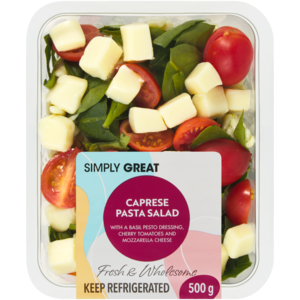 SIMPLY GREAT
CAPRESE
PASTA SALAD
WITH A BASIL PESTO DRESSING,
CHERRY TOMATOES AND
MOZZARELLA CHEESE
Fresh & Wholesome
KEEP REFRIGERATED 500 g